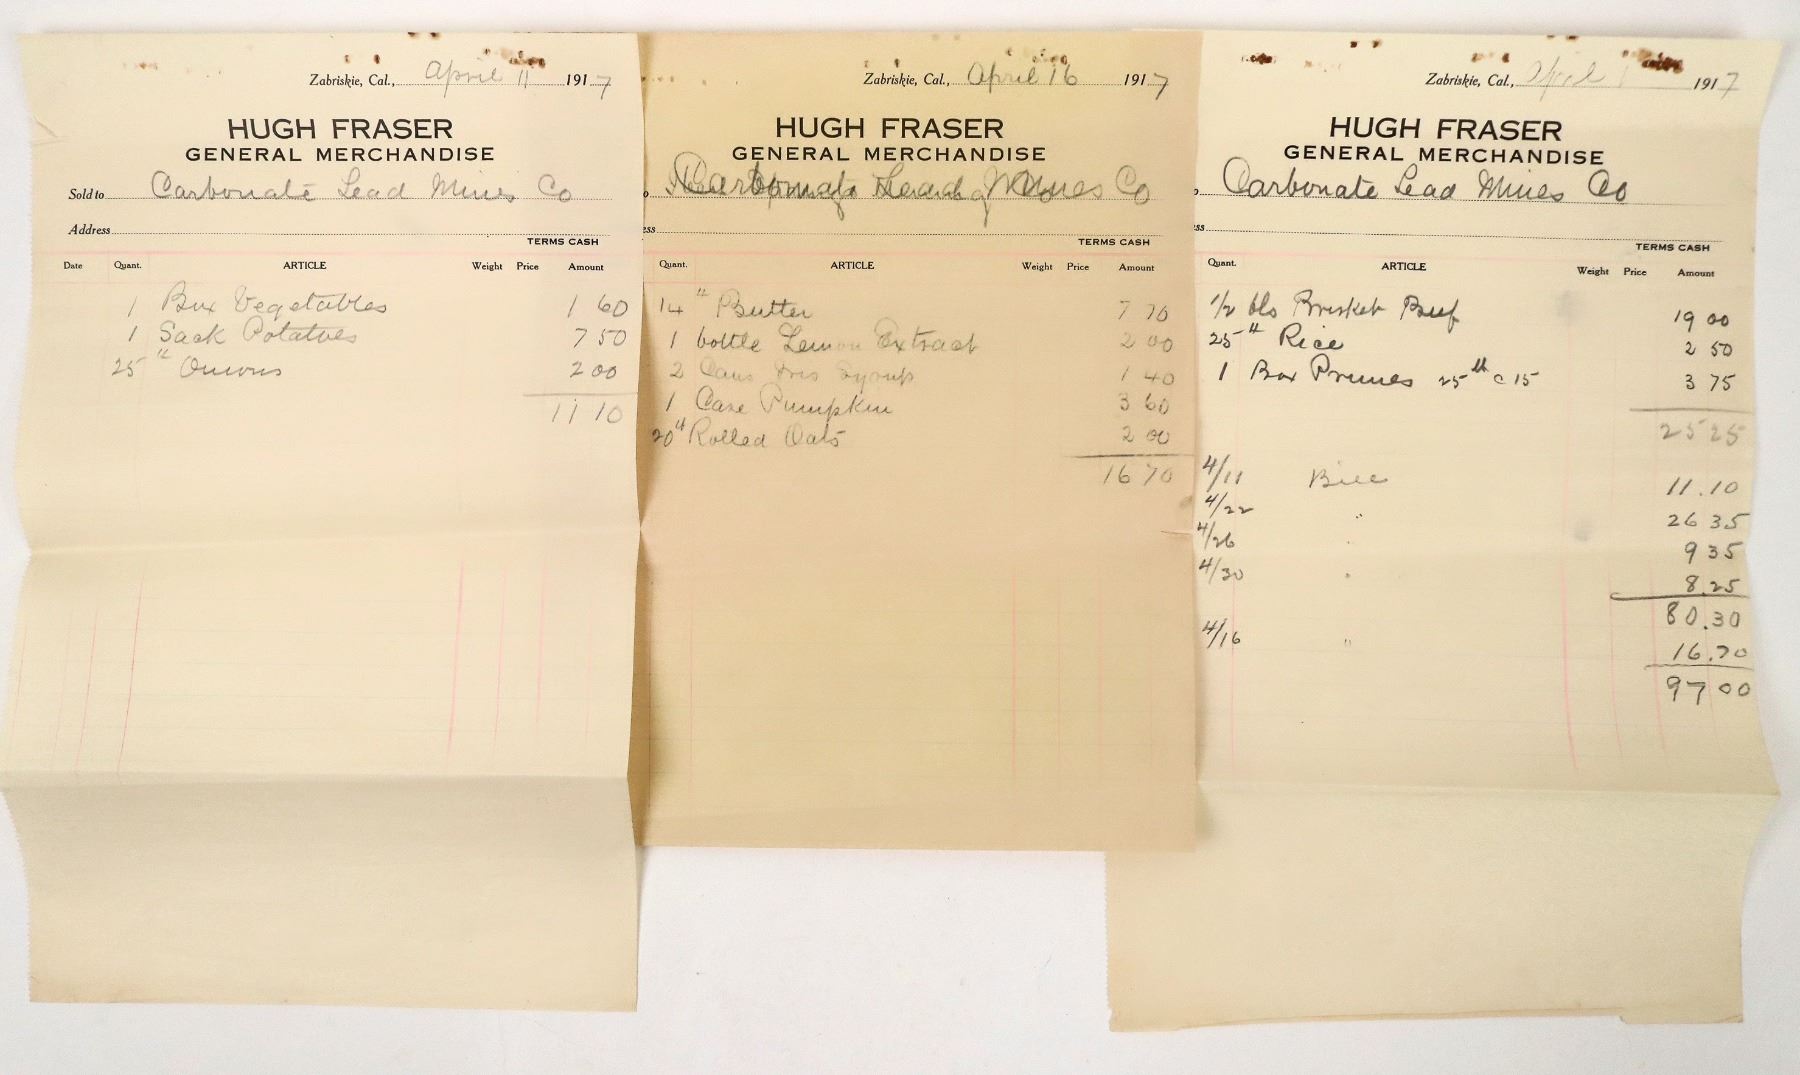 Zabriskie, Cal., April 11 1917
HUGH FRASER
GENERAL MERCHANDISE
Sold to Carbonate Lead Mines Co
Address
TERMS CASH
Date Quant. ARTICLE Weight Price Amount
1 Box Vegetables 1 60
1 Sack Potatoes 7 50
25 # Onions 2 00
11 10
Zabriskie, Cal., April 16 1917
HUGH FRASER
GENERAL MERCHANDISE
o Carbonate Lead Mines Co
ess
TERMS CASH
Quant. ARTICLE Weight Price Amount
14 # Butter 7 70
1 bottle Lemon Extract 2 00
2 Cans Syrup 1 40
1 Case Pumpkin 3 60
20 # Rolled Oats 2 00
16 70
Zabriskie, Cal., April 1917
HUGH FRASER
GENERAL MERCHANDISE
Carbonate Lead Mines Co
ss
TERMS CASH
Quant. ARTICLE Weight Price Amount
1/2 bls Brisket Beef 19 00
25 # Rice 2 50
1 Box Prunes 25 # c 15 3 75
25 25
4/11 Bill 11.10
4/22 " 26 35
4/26 " 9 35
4/30 " 8.25
80.30
4/16 " 16.70
97 00